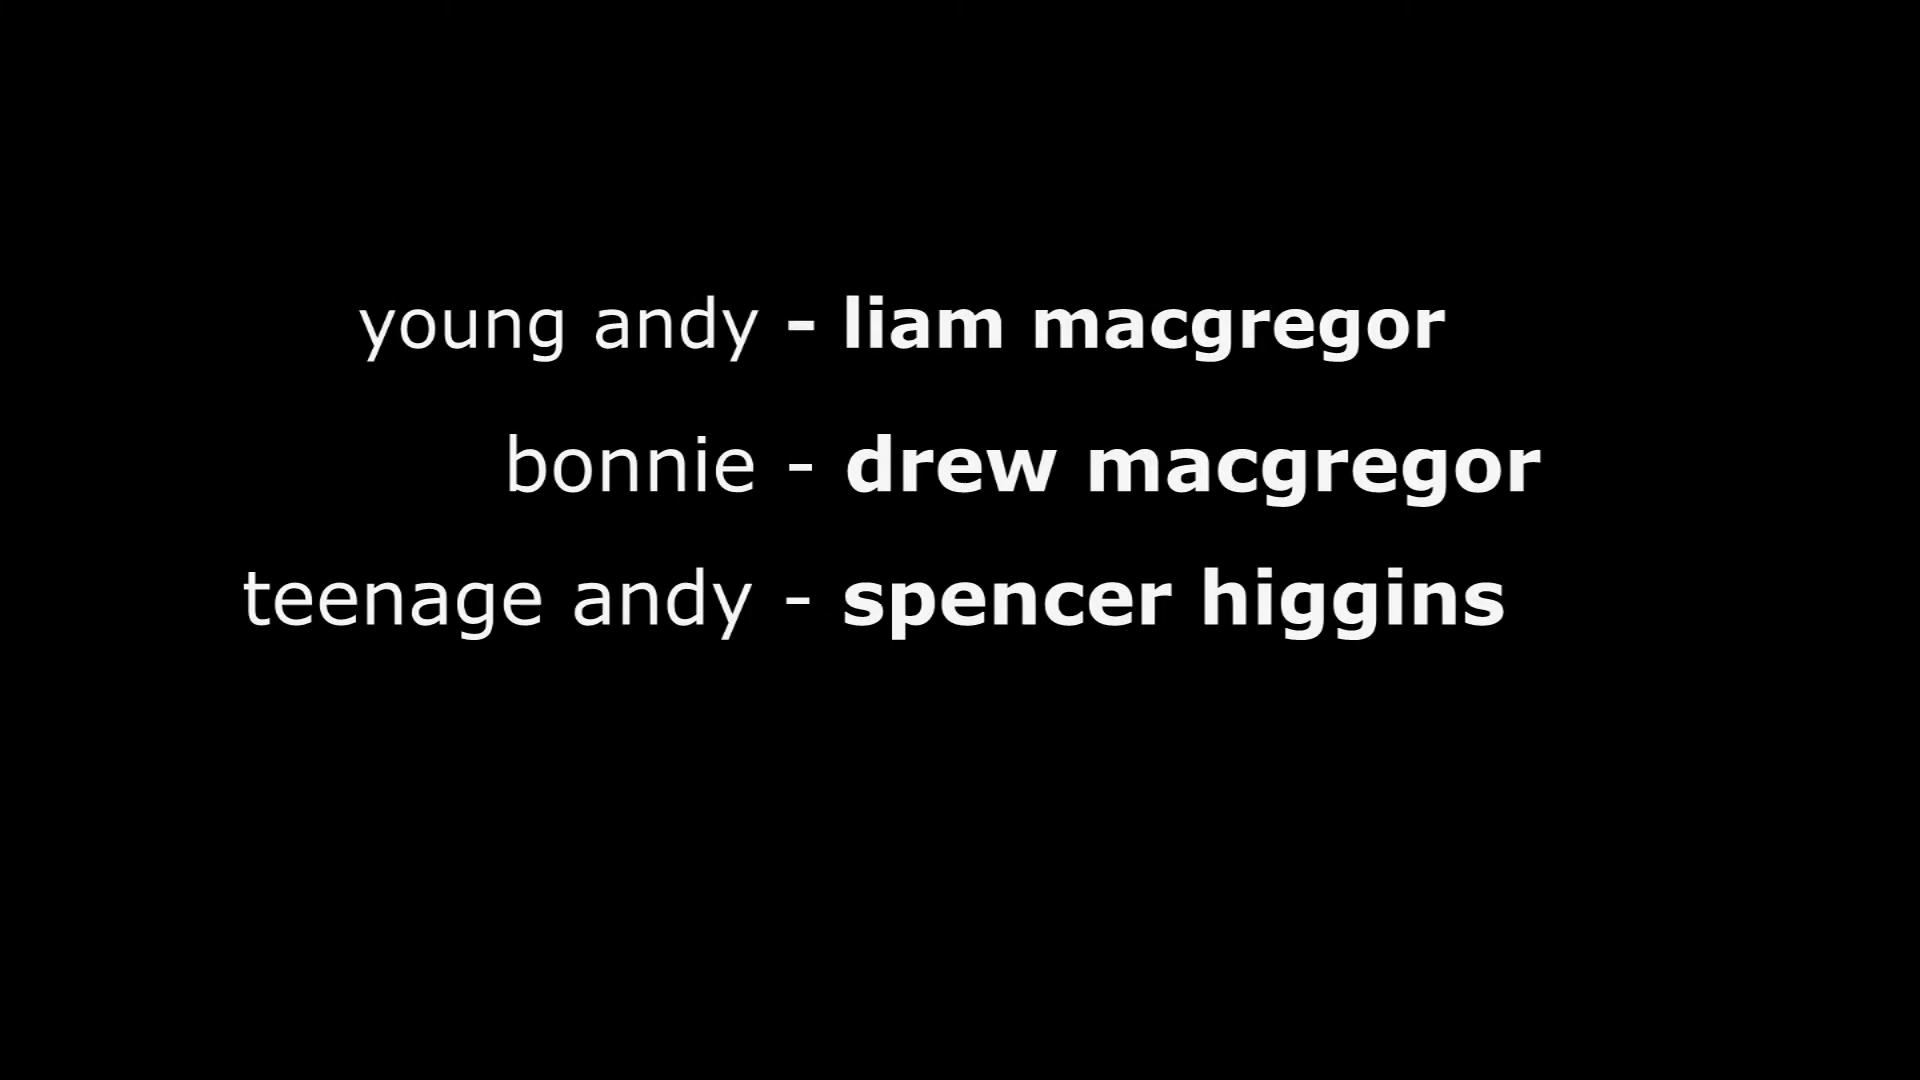 young andy - liam macgregor
bonnie - drew macgregor
teenage andy - spencer higgins